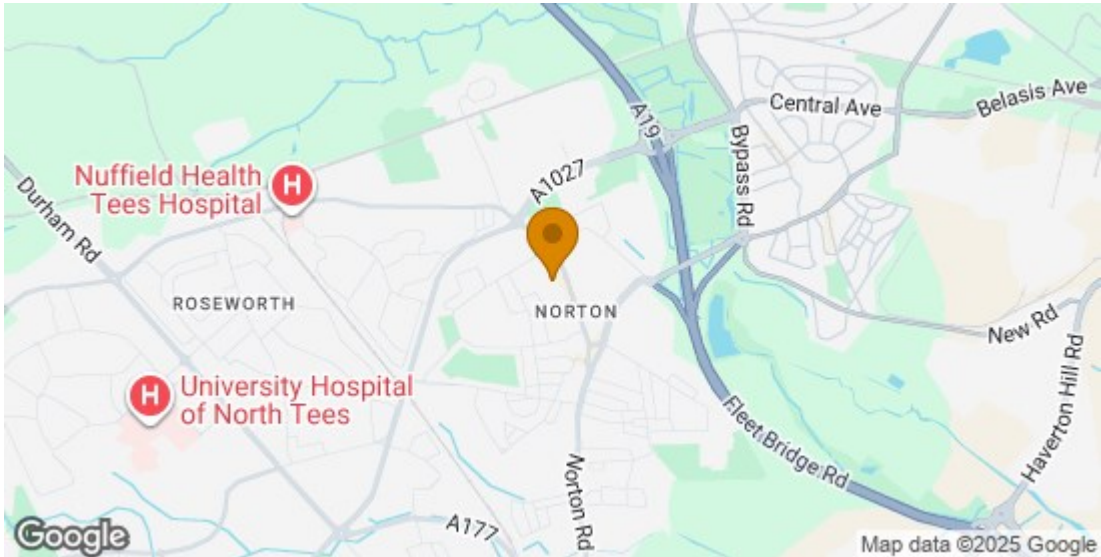 A19
Central Ave
Belasis Ave
Bypass Rd
A1027
Nuffield Health
Tees Hospital
H
Durham Rd
ROSEWORTH
NORTON
New Rd
Haverton Hill Rd
H
University Hospital
of North Tees
Fleet Bridge Rd
Norton Rd
A177
Google
Map data ©2025 Google